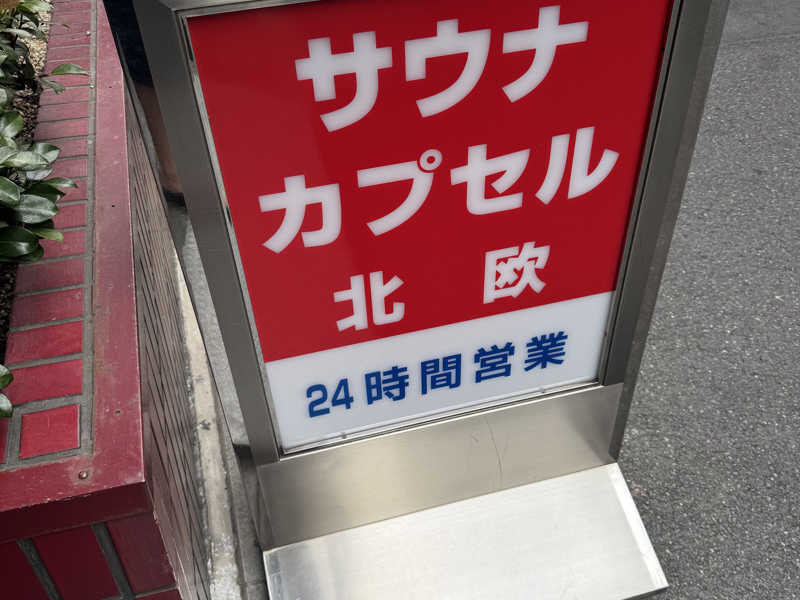 サウナ
カプセル
北欧
24時間営業